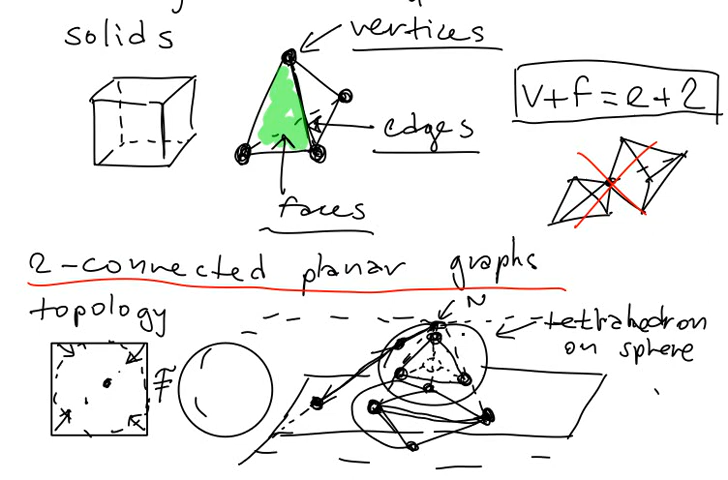 solids
vertices
v+f=e+2
edges
faces
2-connected planar graphs
topology
N
tetrahedron
on sphere